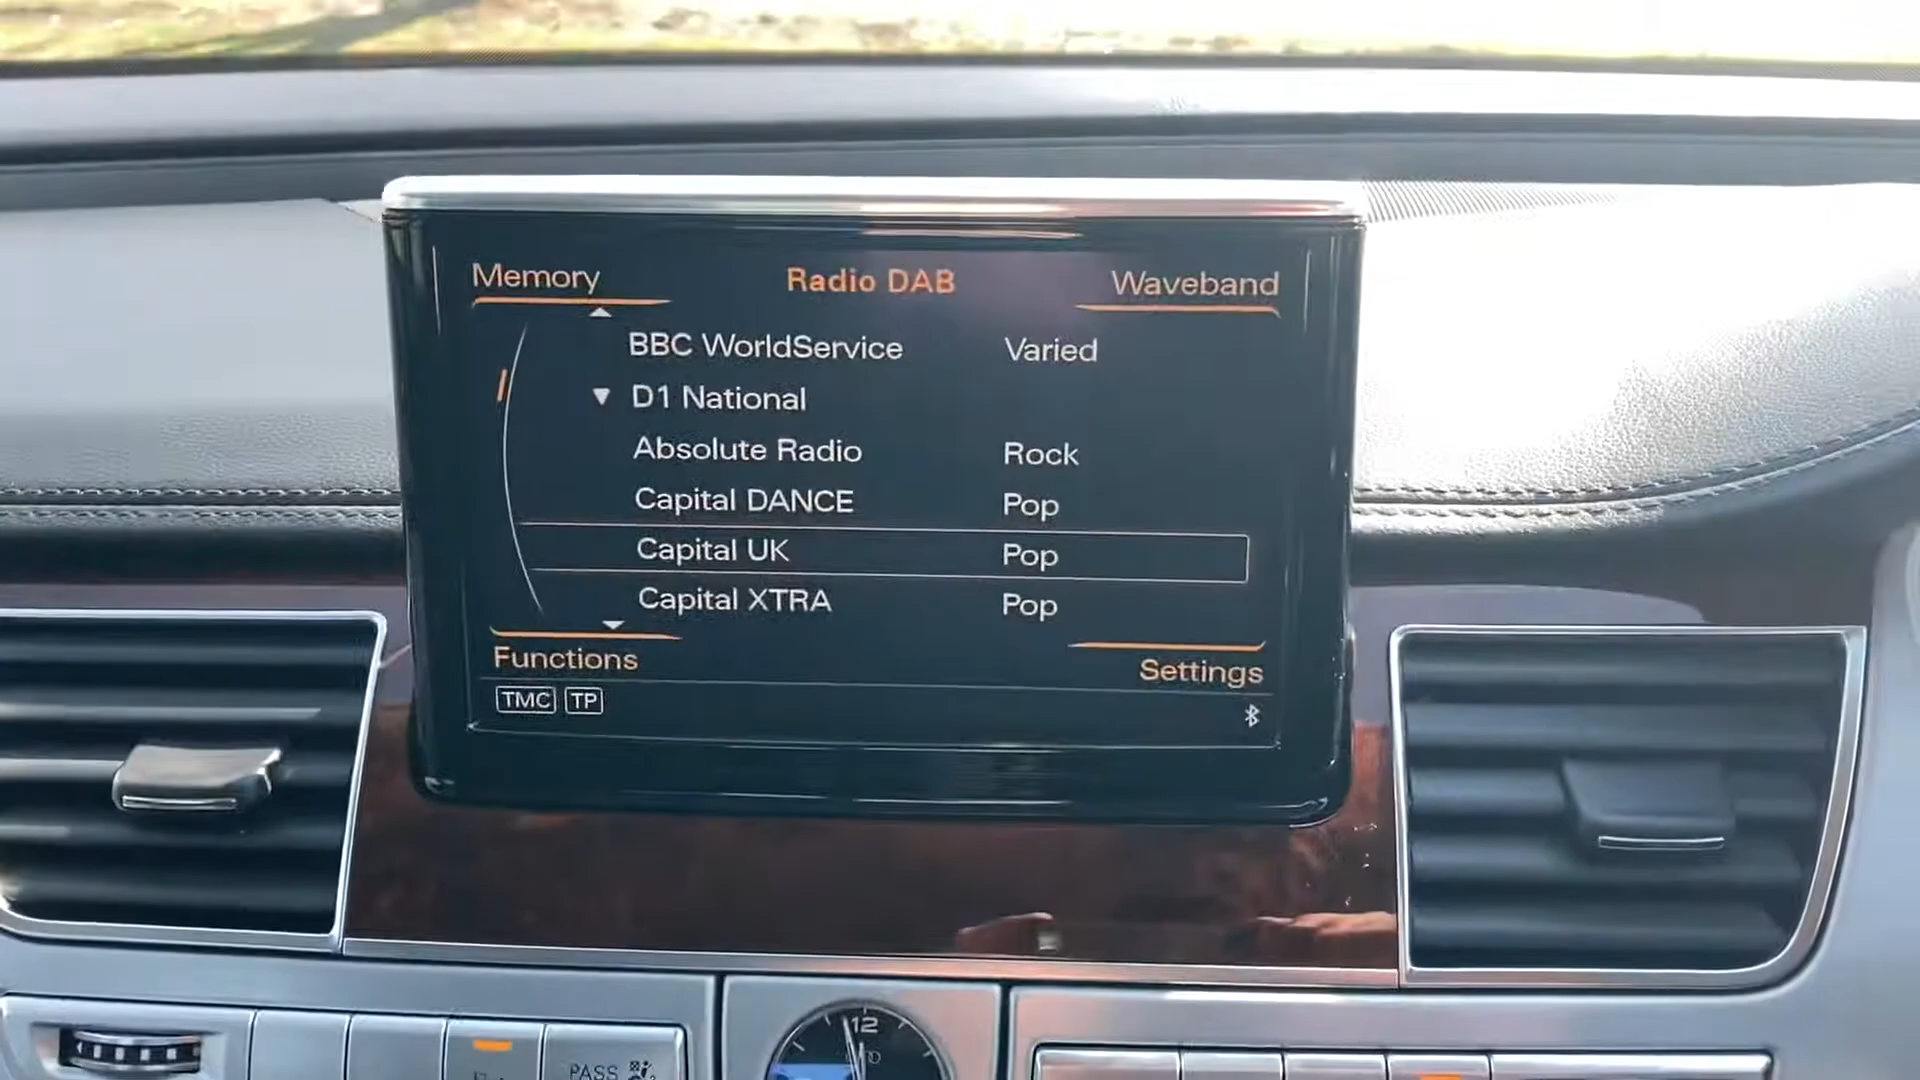 Memory Radio DAB Waveband
BBC WorldService Varied
D1 National
Absolute Radio Rock
Capital DANCE Pop
Capital UK Pop
Capital XTRA Pop
Functions Settings
TMC TP
12
PASS